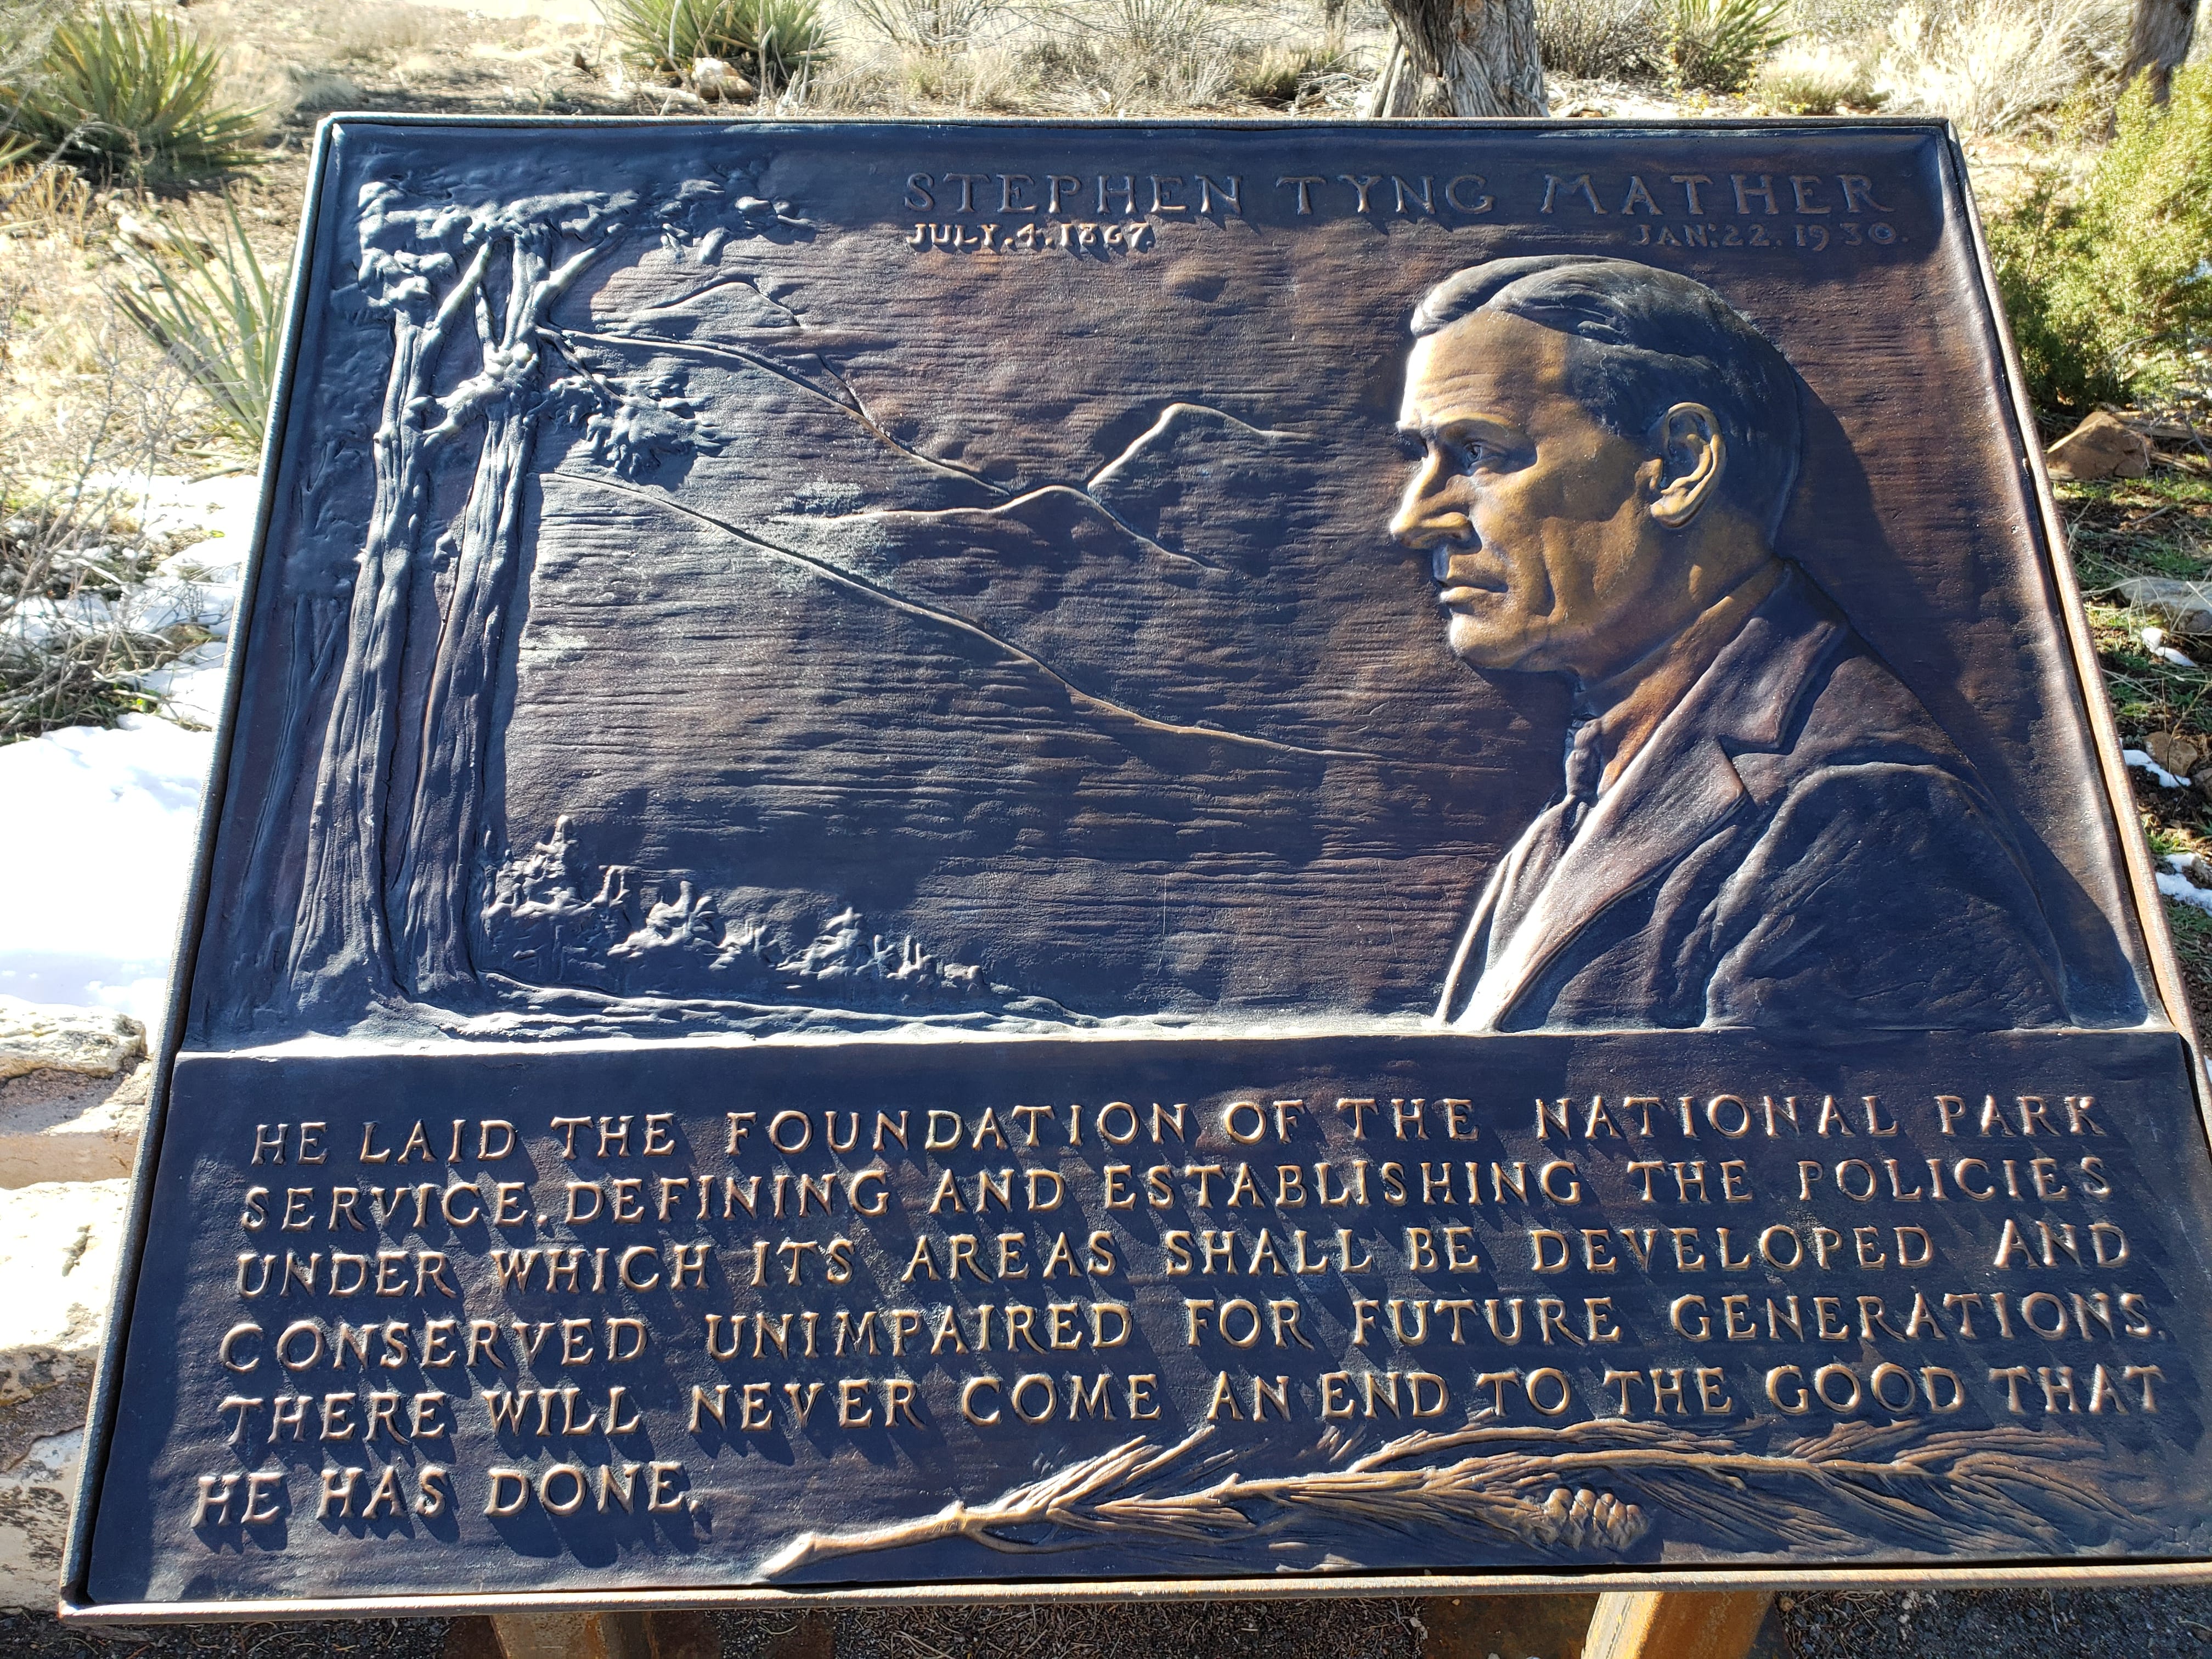 STEPHEN TYNG MATHER
JULY. 4. 1867. JAN: 22. 1930.
HE LAID THE FOUNDATION OF THE NATIONAL PARK
SERVICE. DEFINING AND ESTABLISHING THE POLICIES
UNDER WHICH ITS AREAS SHALL BE DEVELOPED AND
CONSERVED UNIMPAIRED FOR FUTURE GENERATIONS.
THERE WILL NEVER COME AN END TO THE GOOD THAT
HE HAS DONE.